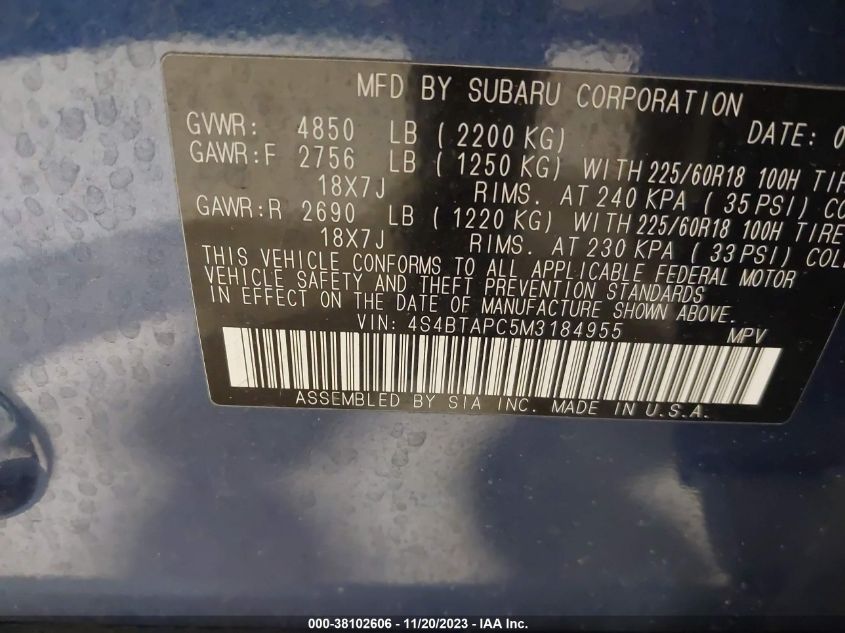 MFD BY SUBARU CORPORATION
GVWR: 4850 LB ( 2200 KG) DATE: 0
GAWR:F 2756 LB ( 1250 KG) WITH 225/60R18 100H TIR
18X7J RIMS. AT 240 KPA ( 35 PSI) CO
GAWR:R 2690 LB ( 1220 KG) WITH 225/60R18 100H TIRE
18X7J RIMS. AT 230 KPA ( 33 PSI) COL
THIS VEHICLE CONFORMS TO ALL APPLICABLE FEDERAL MOTOR
VEHICLE SAFETY AND THEFT PREVENTION STANDARDS
IN EFFECT ON THE DATE OF MANUFACTURE SHOWN ABOVE.
VIN: 4S4BTAPC5M3184955 MPV
ASSEMBLED BY SIA INC. MADE IN U.S.A.
000-38102606 - 11/20/2023 - IAA Inc.